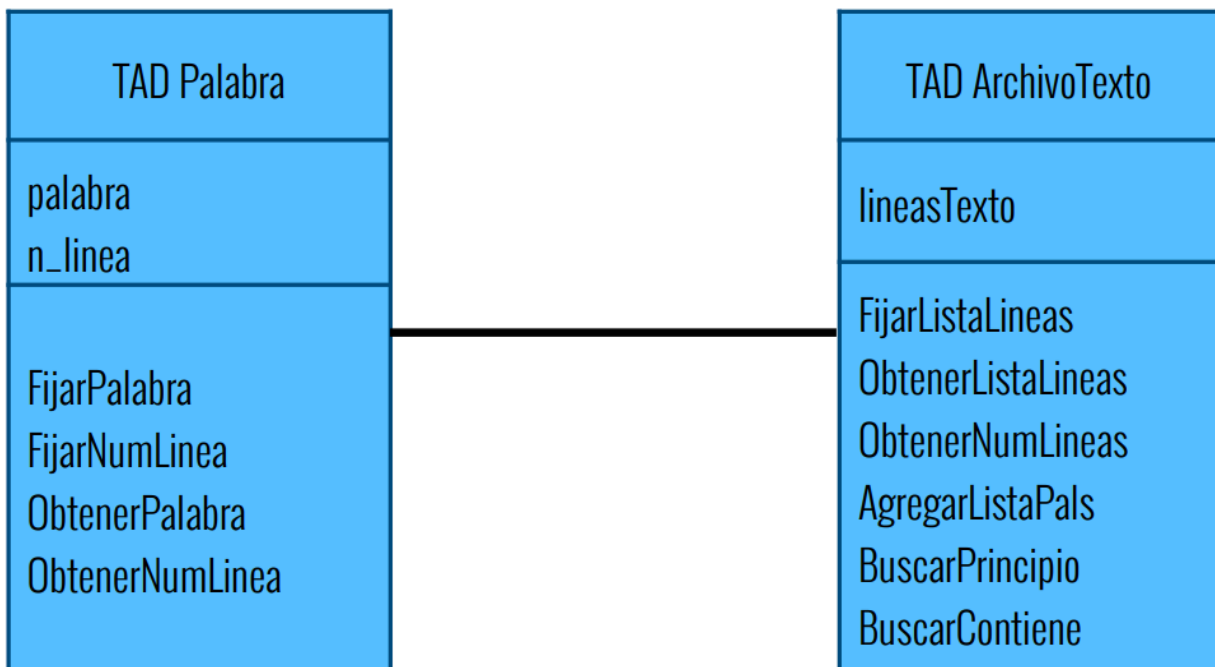 TAD Palabra
palabra
n_linea
FijarPalabra
FijarNumLinea
ObtenerPalabra
ObtenerNumLinea
TAD ArchivoTexto
lineasTexto
FijarListaLineas
ObtenerListaLineas
ObtenerNumLineas
AgregarListaPals
BuscarPrincipio
BuscarContiene